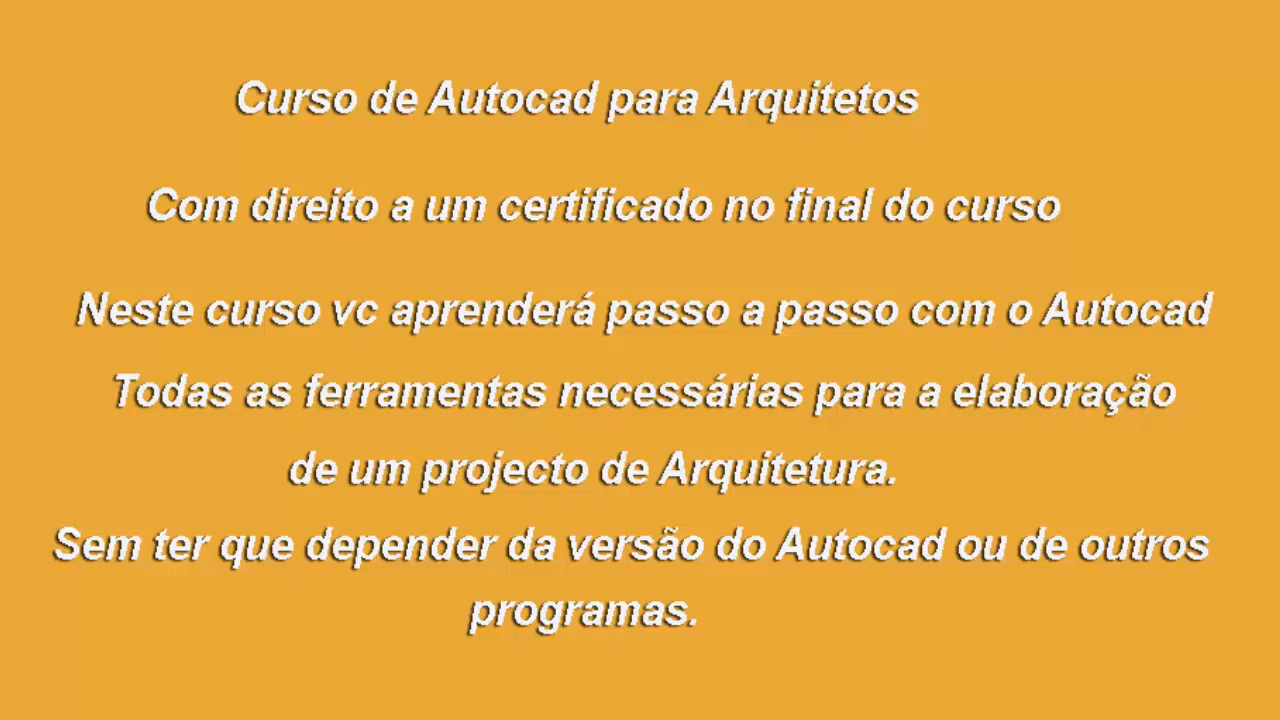 Curso de Autocad para Arquitetos
Com direito a um certificado no final do curso
Neste curso vc aprenderá passo a passo com o Autocad
Todas as ferramentas necessárias para a elaboração
de um projecto de Arquitetura.
Sem ter que depender da versão do Autocad ou de outros
programas.